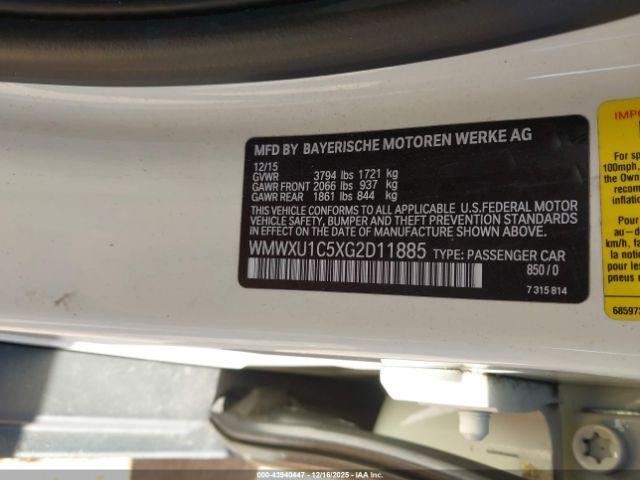 MFD BY BAYERISCHE MOTOREN WERKE AG
12/15
GVWR 3794 lbs 1721 kg
GAWR FRONT 2066 lbs 937 kg
GAWR REAR 1861 lbs 844 kg
THIS VEHICLE CONFORMS TO ALL APPLICABLE U.S.FEDERAL MOTOR
VEHICLE SAFETY, BUMPER, AND THEFT PREVENTION STANDARDS
IN EFFECT ON THE DATE OF MANUFACTURE SHOWN ABOVE.
WMWXU1C5XG2D11885 TYPE: PASSENGER CAR
850 / 0
7 315 814
IMPO
For sp
100mph,
the Own
recom
inflatio
Pour
au-d
km/h, fa
inform
pour les
pneus
68597
000-43940447 - 12/16/2025 - IAA Inc.